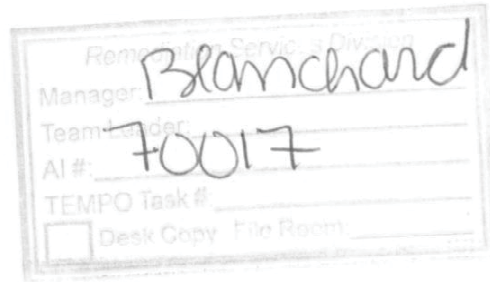 Remediation Services Division
Manager: Blanchard
Team Leader:
AI #: 70017
TEMPO Task #:
Desk Copy File Room: